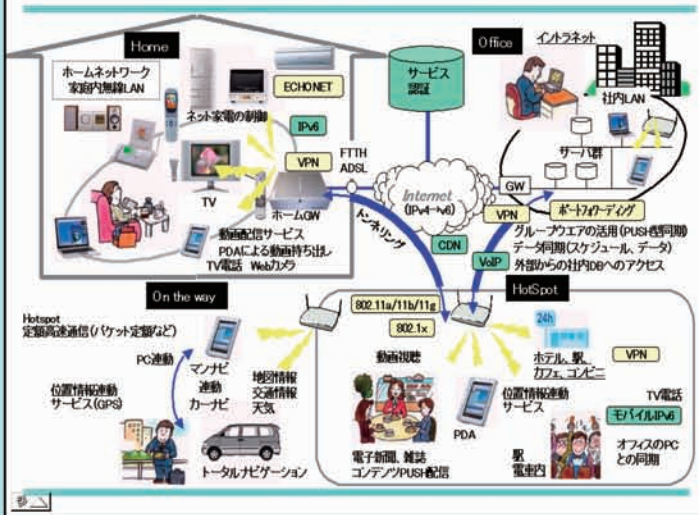 Home
ホームネットワーク
家庭内無線LAN
ECHONET
ネット家電の制御
IPv6
VPN
TV
ホームGW
動画配信サービス
PDAによる動画持ち出し
TV電話 Webカメラ
FTTH
ADSL
サービス
認証
Internet
(IPv4→v6)
トンネリング
CDN
VoIP
VPN
GW
Office
イントラネット
社内LAN
サーバ群
ポートフォワーディング
グループウエアの活用(PUSH型同期)
データ同期(スケジュール、データ)
外部からの社内DBへのアクセス
On the way
Hotspot
定額高速通信(パケット定額など)
PC連動
マンナビ
連動
カーナビ
地図情報
交通情報
天気
位置情報連動
サービス(GPS)
トータルナビゲーション
HotSpot
802.11a/11b/11g
802.1x
動画視聴
電子新聞、雑誌
コンテンツPUSH配信
PDA
位置情報連動
サービス
24h
ホテル、駅、
カフェ、コンビニ
VPN
TV電話
モバイルIPv6
駅
電車内
オフィスのPC
との同期